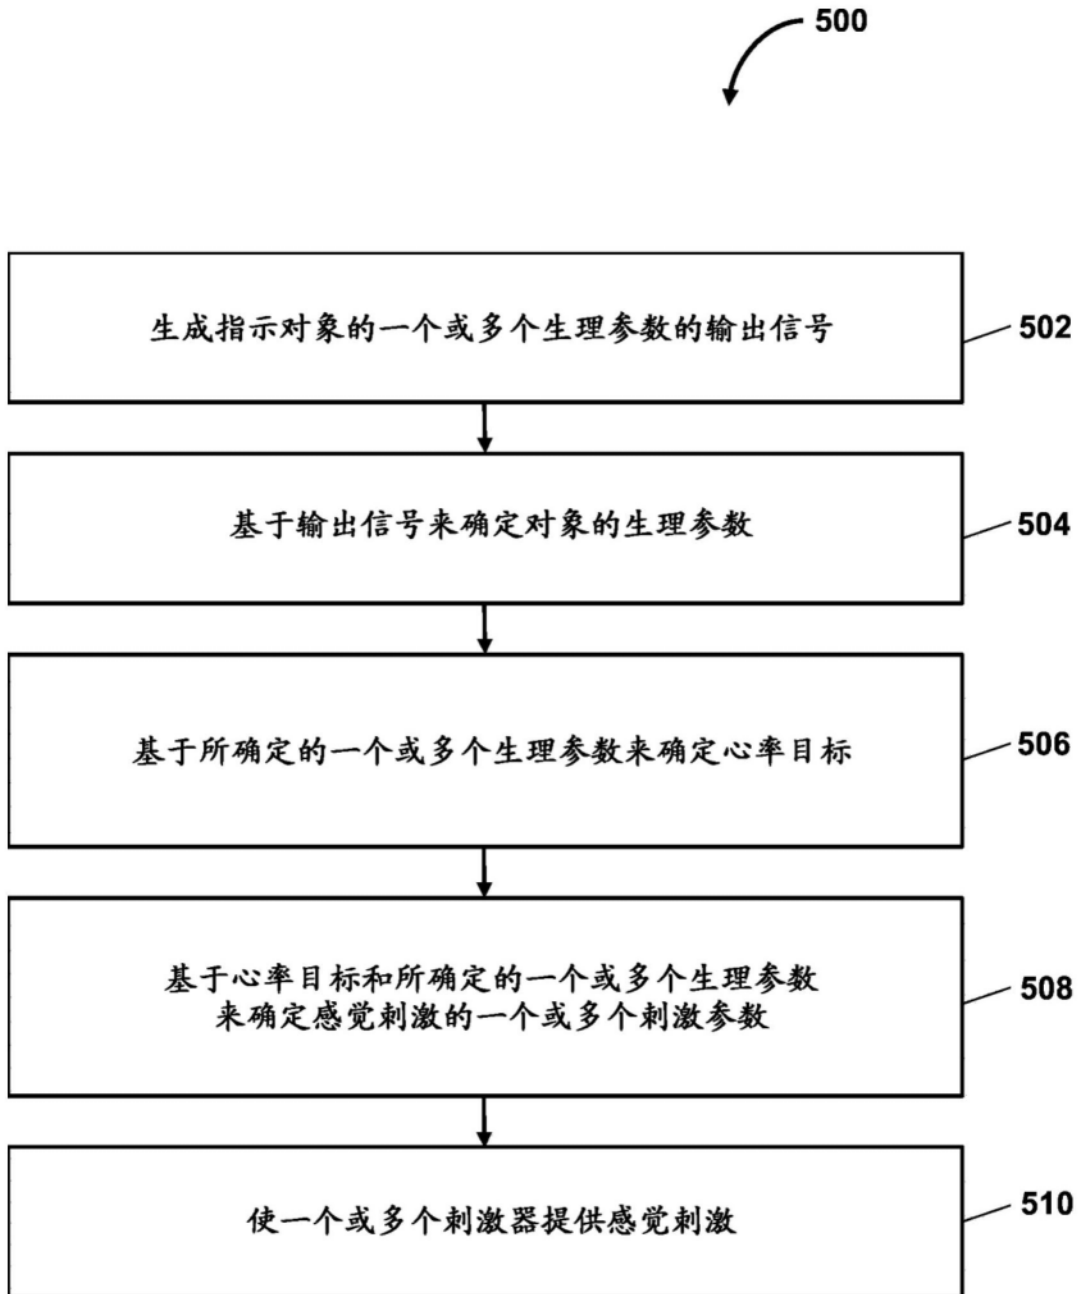 500
生成指示对象的一个或多个生理参数的输出信号
502
基于输出信号来确定对象的生理参数
504
基于所确定的一个或多个生理参数来确定心率目标
506
基于心率目标和所确定的一个或多个生理参数
来确定感觉刺激的一个或多个刺激参数
508
使一个或多个刺激器提供感觉刺激
510